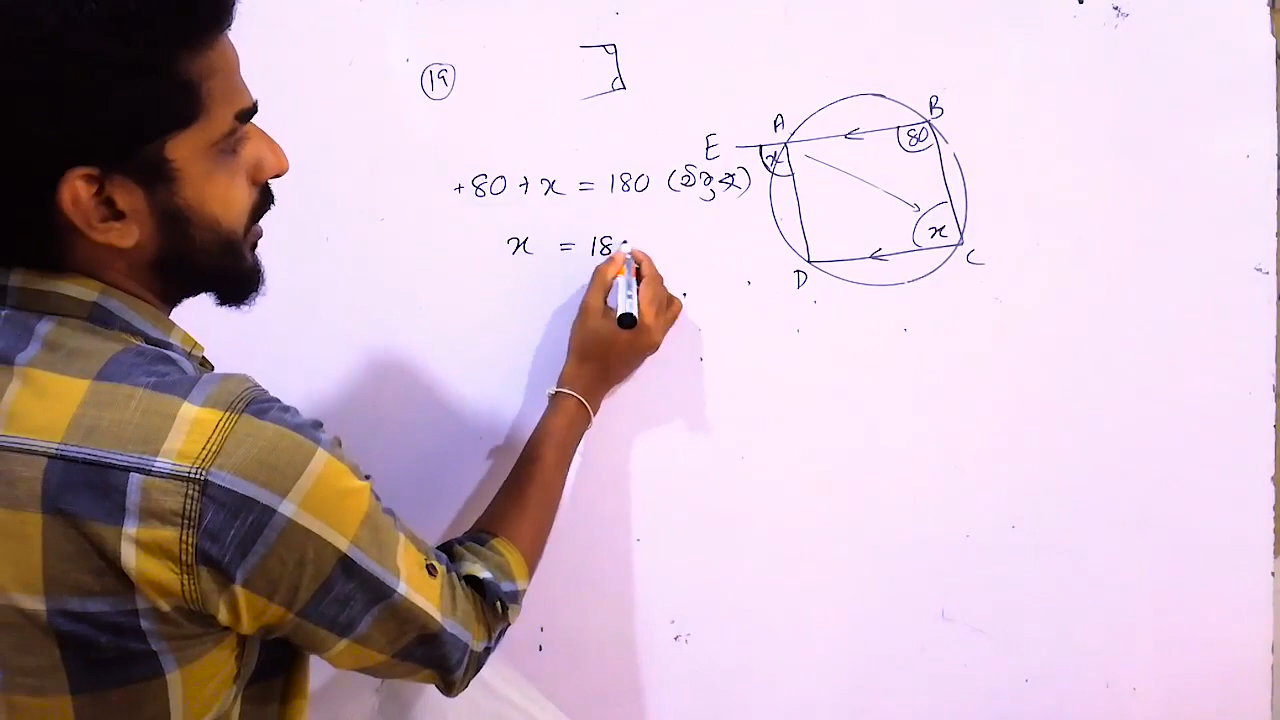 19
A
B
E
x
80
+80 + x = 180
x = 18
x
D
C